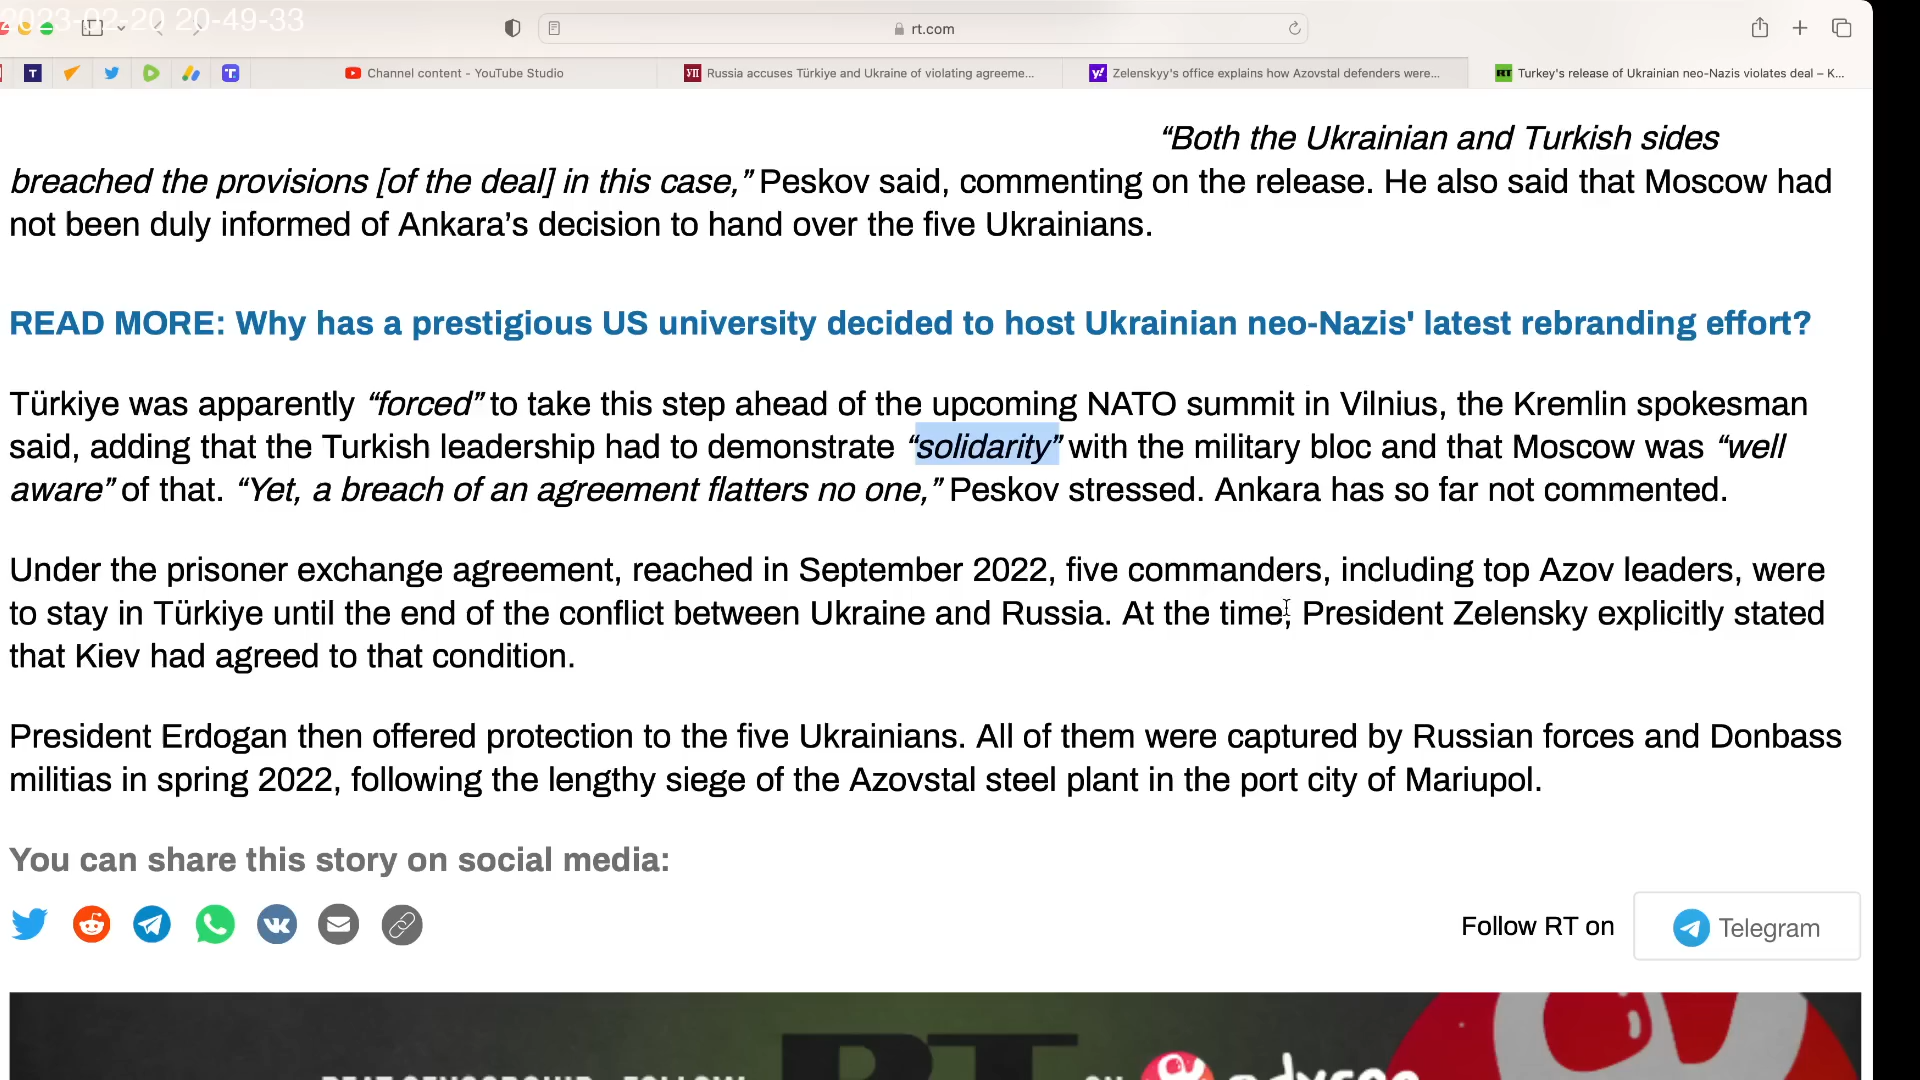 2023-02-20 20-49-33
rt.com
T
T
Channel content - YouTube Studio
VII Russia accuses Türkiye and Ukraine of violating agreeme...
y! Zelenskyy's office explains how Azovstal defenders were...
RT Turkey's release of Ukrainian neo-Nazis violates deal – K...
“Both the Ukrainian and Turkish sides
breached the provisions [of the deal] in this case,” Peskov said, commenting on the release. He also said that Moscow had
not been duly informed of Ankara’s decision to hand over the five Ukrainians.
READ MORE: Why has a prestigious US university decided to host Ukrainian neo-Nazis' latest rebranding effort?
Türkiye was apparently “forced” to take this step ahead of the upcoming NATO summit in Vilnius, the Kremlin spokesman
said, adding that the Turkish leadership had to demonstrate “solidarity” with the military bloc and that Moscow was “well
aware” of that. “Yet, a breach of an agreement flatters no one,” Peskov stressed. Ankara has so far not commented.
Under the prisoner exchange agreement, reached in September 2022, five commanders, including top Azov leaders, were
to stay in Türkiye until the end of the conflict between Ukraine and Russia. At the time, President Zelensky explicitly stated
that Kiev had agreed to that condition.
President Erdogan then offered protection to the five Ukrainians. All of them were captured by Russian forces and Donbass
militias in spring 2022, following the lengthy siege of the Azovstal steel plant in the port city of Mariupol.
You can share this story on social media:
Follow RT on
Telegram
RT
ON
odysee